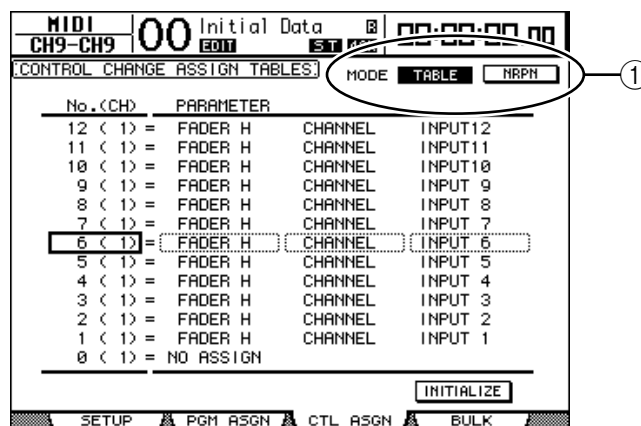 MIDI
CH9-CH9
00 Initial Data
EDIT
ST
00:00:00.00
CONTROL CHANGE ASSIGN TABLES
MODE TABLE NRPN
1
No.(CH) PARAMETER
12 ( 1) = FADER H CHANNEL INPUT12
11 ( 1) = FADER H CHANNEL INPUT11
10 ( 1) = FADER H CHANNEL INPUT10
9 ( 1) = FADER H CHANNEL INPUT 9
8 ( 1) = FADER H CHANNEL INPUT 8
7 ( 1) = FADER H CHANNEL INPUT 7
6 ( 1) = FADER H CHANNEL INPUT 6
5 ( 1) = FADER H CHANNEL INPUT 5
4 ( 1) = FADER H CHANNEL INPUT 4
3 ( 1) = FADER H CHANNEL INPUT 3
2 ( 1) = FADER H CHANNEL INPUT 2
1 ( 1) = FADER H CHANNEL INPUT 1
0 ( 1) = NO ASSIGN
INITIALIZE
SETUP PGM ASGN CTL ASGN BULK